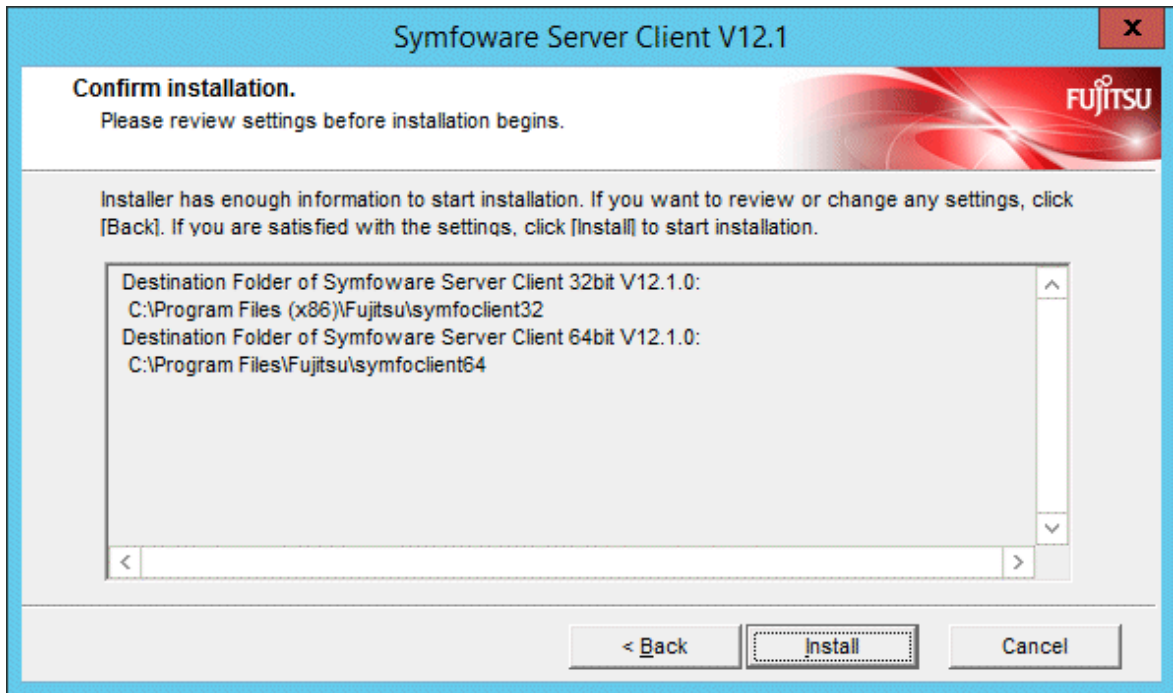 Symfoware Server Client V12.1
x
Confirm installation.
FUJITSU
Please review settings before installation begins.
Installer has enough information to start installation. If you want to review or change any settings, click
[Back]. If you are satisfied with the settings, click [Install] to start installation.
Destination Folder of Symfoware Server Client 32bit V12.1.0:
C:\Program Files (x86)\Fujitsu\symfoclient32
Destination Folder of Symfoware Server Client 64bit V12.1.0:
C:\Program Files\Fujitsu\symfoclient64
< Back
Install
Cancel